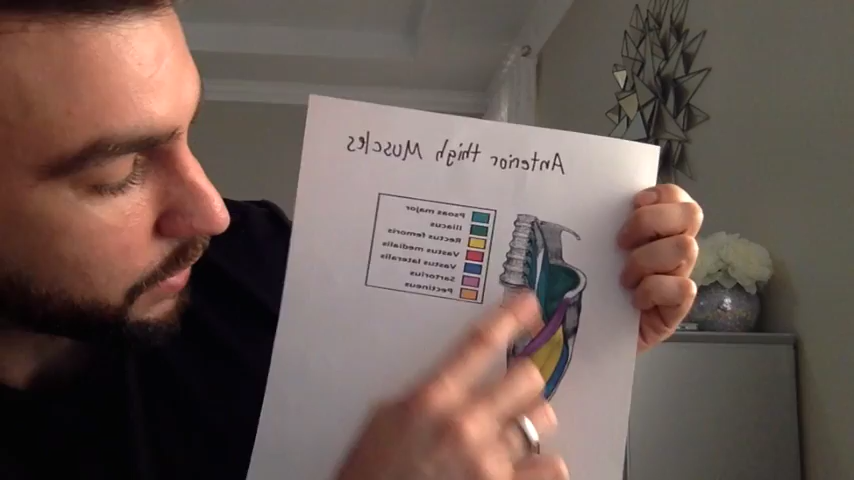 Anterior thigh Muscles
Psoas major
Iliacus
Rectus femoris
Vastus medialis
Vastus lateralis
Sartorius
Pectineus